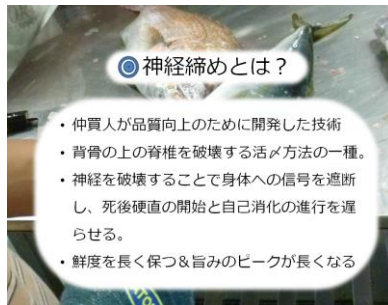 ◉神経締めとは？
・仲買人が品質向上のために開発した技術
・背骨の上の脊椎を破壊する活〆方法の一種。
・神経を破壊することで身体への信号を遮断
し、死後硬直の開始と自己消化の進行を遅
らせる。
・鮮度を長く保つ＆旨みのピークが長くなる